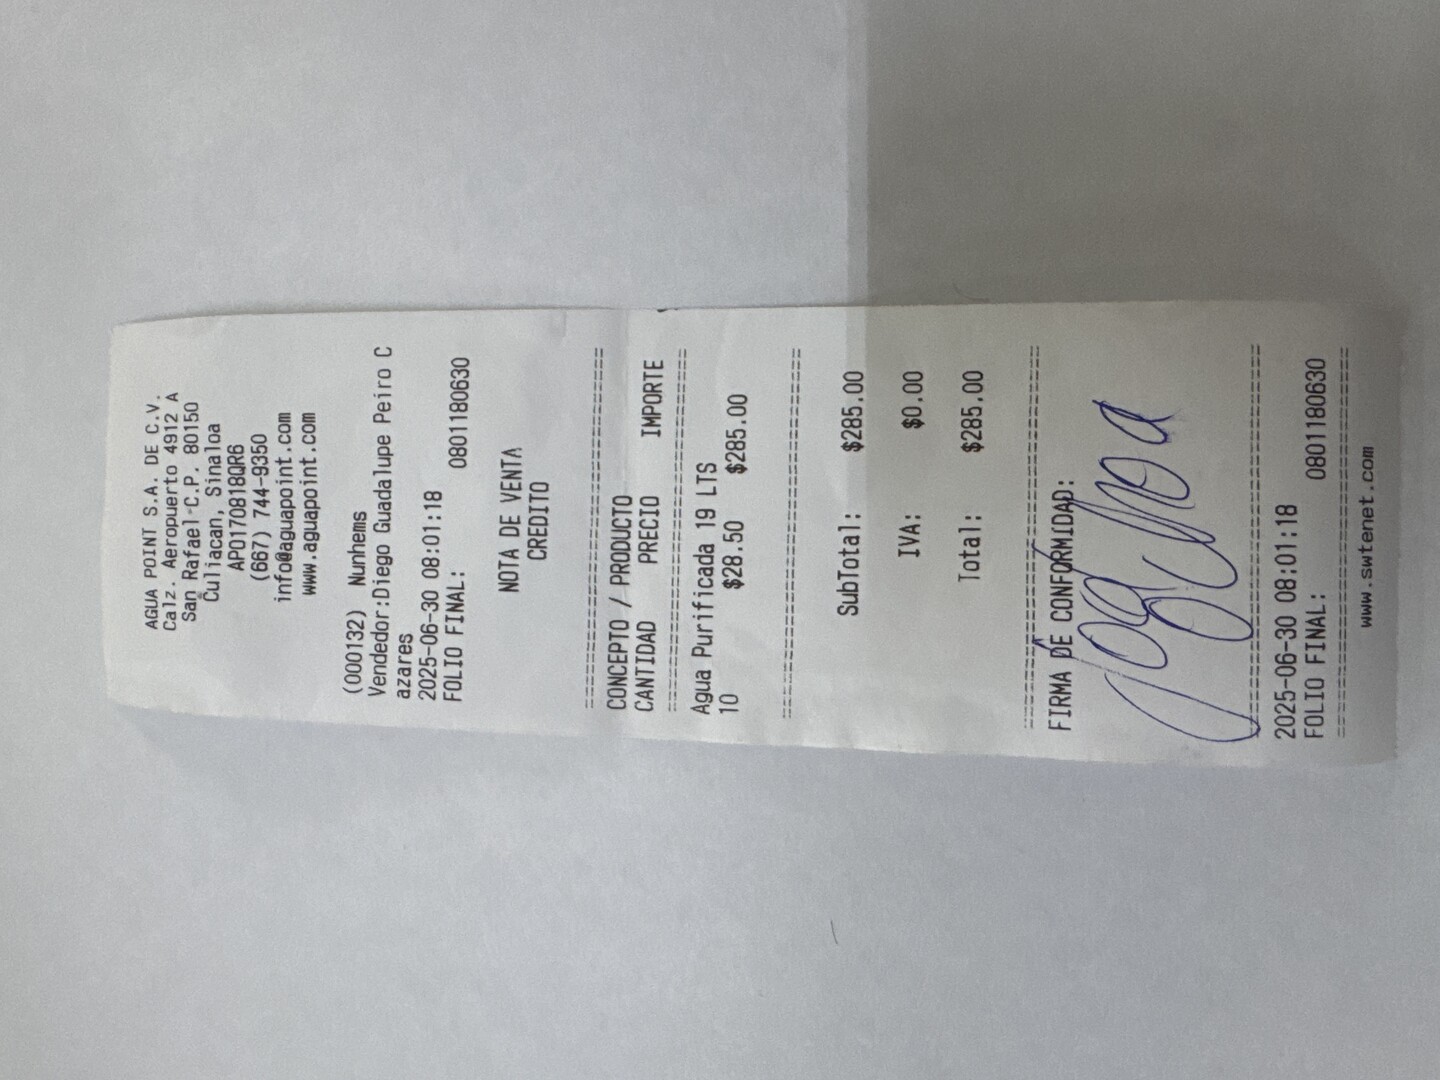 AGUA POINT S.A. DE C.V.
Calz. Aeropuerto 4912 A
San Rafael C.P. 80150
Culiacan, Sinaloa
APO170818QR6
(667) 744-9350
info@aguapoint.com
www.aguapoint.com
(000132) Nunhems
Vendedor:Diego Guadalupe Peiro C
azares
2025-06-30 08:01:18
FOLIO FINAL: 0801180630
NOTA DE VENTA
CREDITO
================================
CONCEPTO / PRODUCTO
CANTIDAD PRECIO IMPORTE
================================
Agua Purificada 19 LTS
10 $28.50 $285.00
================================
SubTotal: $285.00
IVA: $0.00
Total: $285.00
================================
FIRMA DE CONFORMIDAD:
================================
2025-06-30 08:01:18
FOLIO FINAL: 0801180630
================================
www.swtenet.com